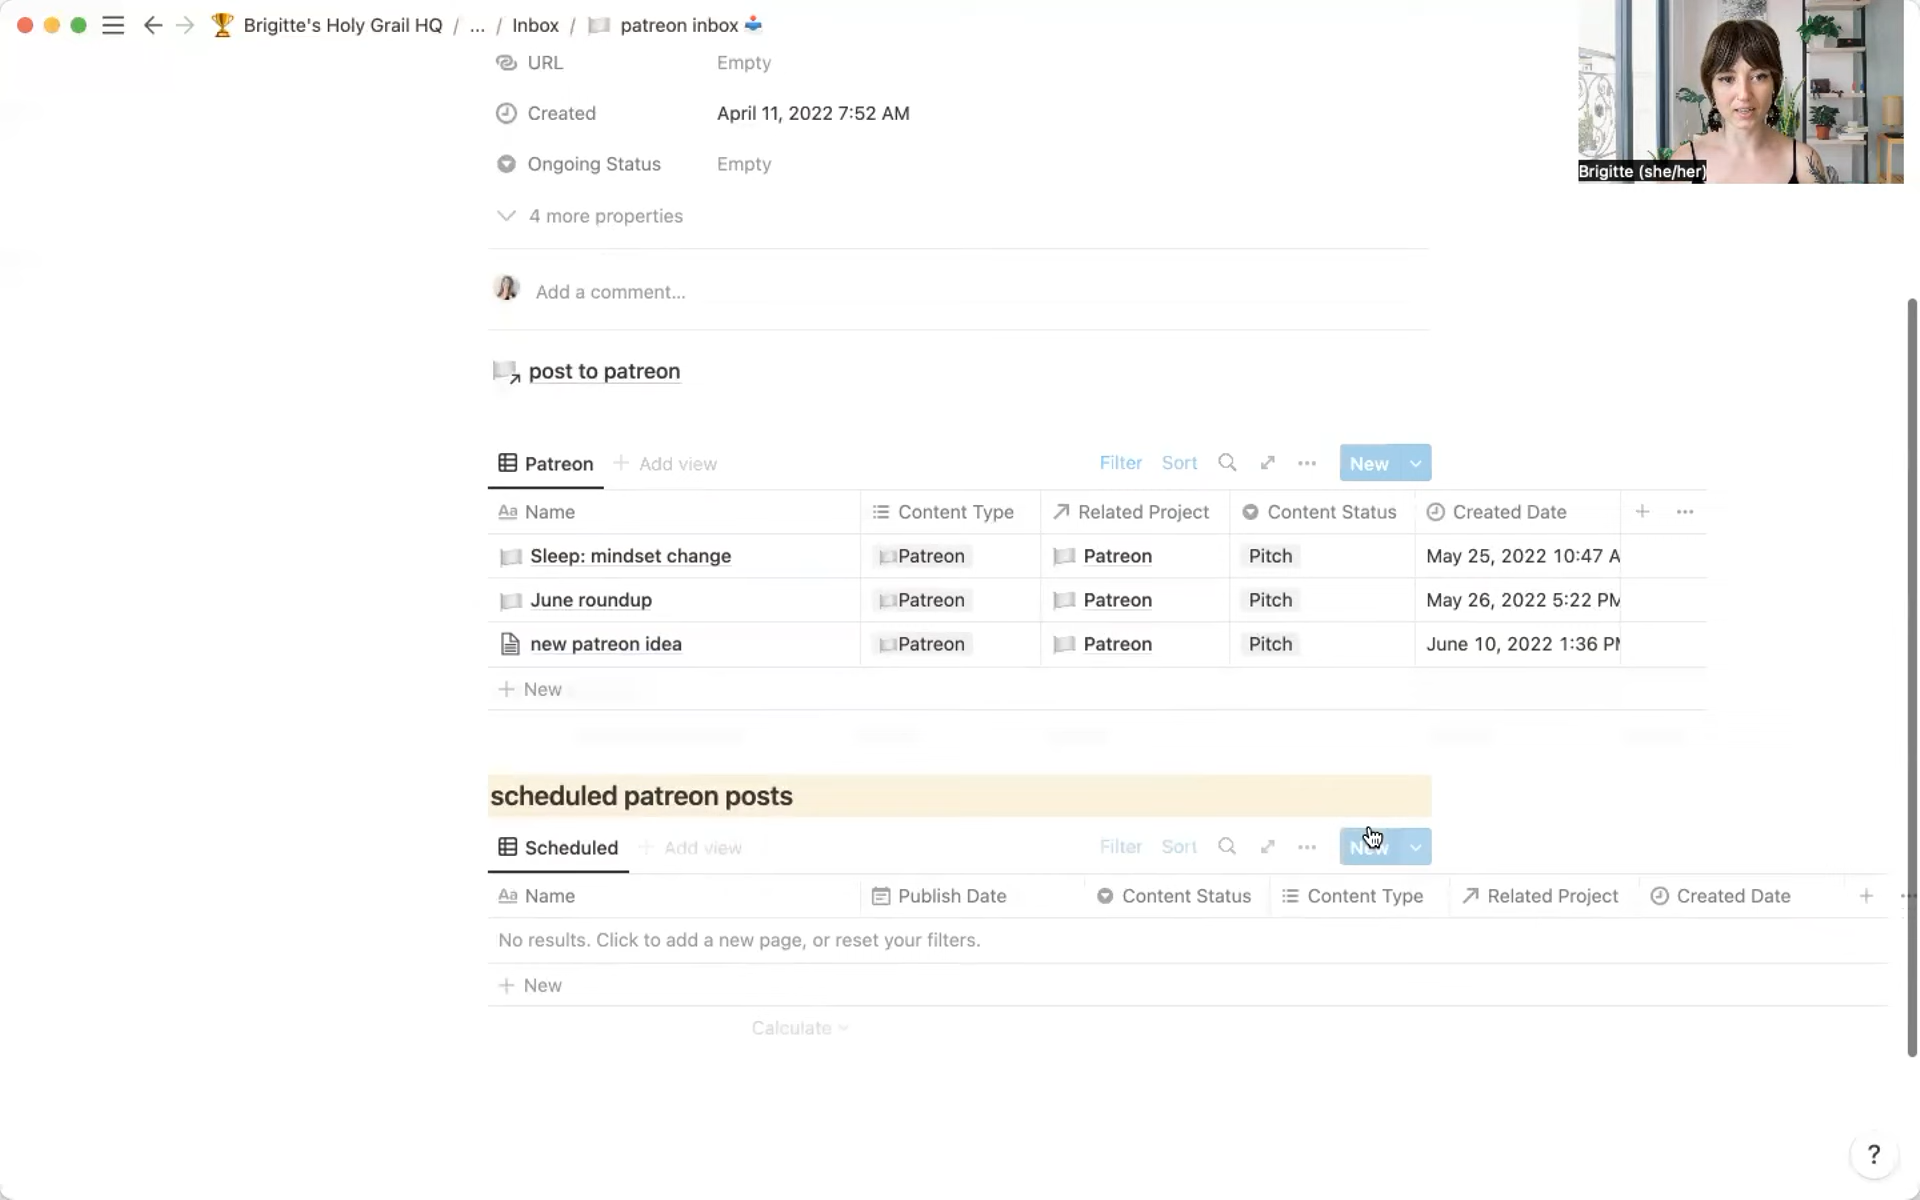 Brigitte's Holy Grail HQ / ... / Inbox / patreon inbox
URL Empty
Created April 11, 2022 7:52 AM
Ongoing Status Empty
4 more properties
Brigitte (she/her)
Add a comment...
post to patreon
Patreon + Add view Filter Sort ... New
Aa Name Content Type Related Project Content Status Created Date + ...
Sleep: mindset change Patreon Patreon Pitch May 25, 2022 10:47 A
June roundup Patreon Patreon Pitch May 26, 2022 5:22 PM
new patreon idea Patreon Patreon Pitch June 10, 2022 1:36 PM
+ New
scheduled patreon posts
Scheduled + Add view Filter Sort ... New
Aa Name Publish Date Content Status Content Type Related Project Created Date + ...
No results. Click to add a new page, or reset your filters.
+ New
Calculate
?